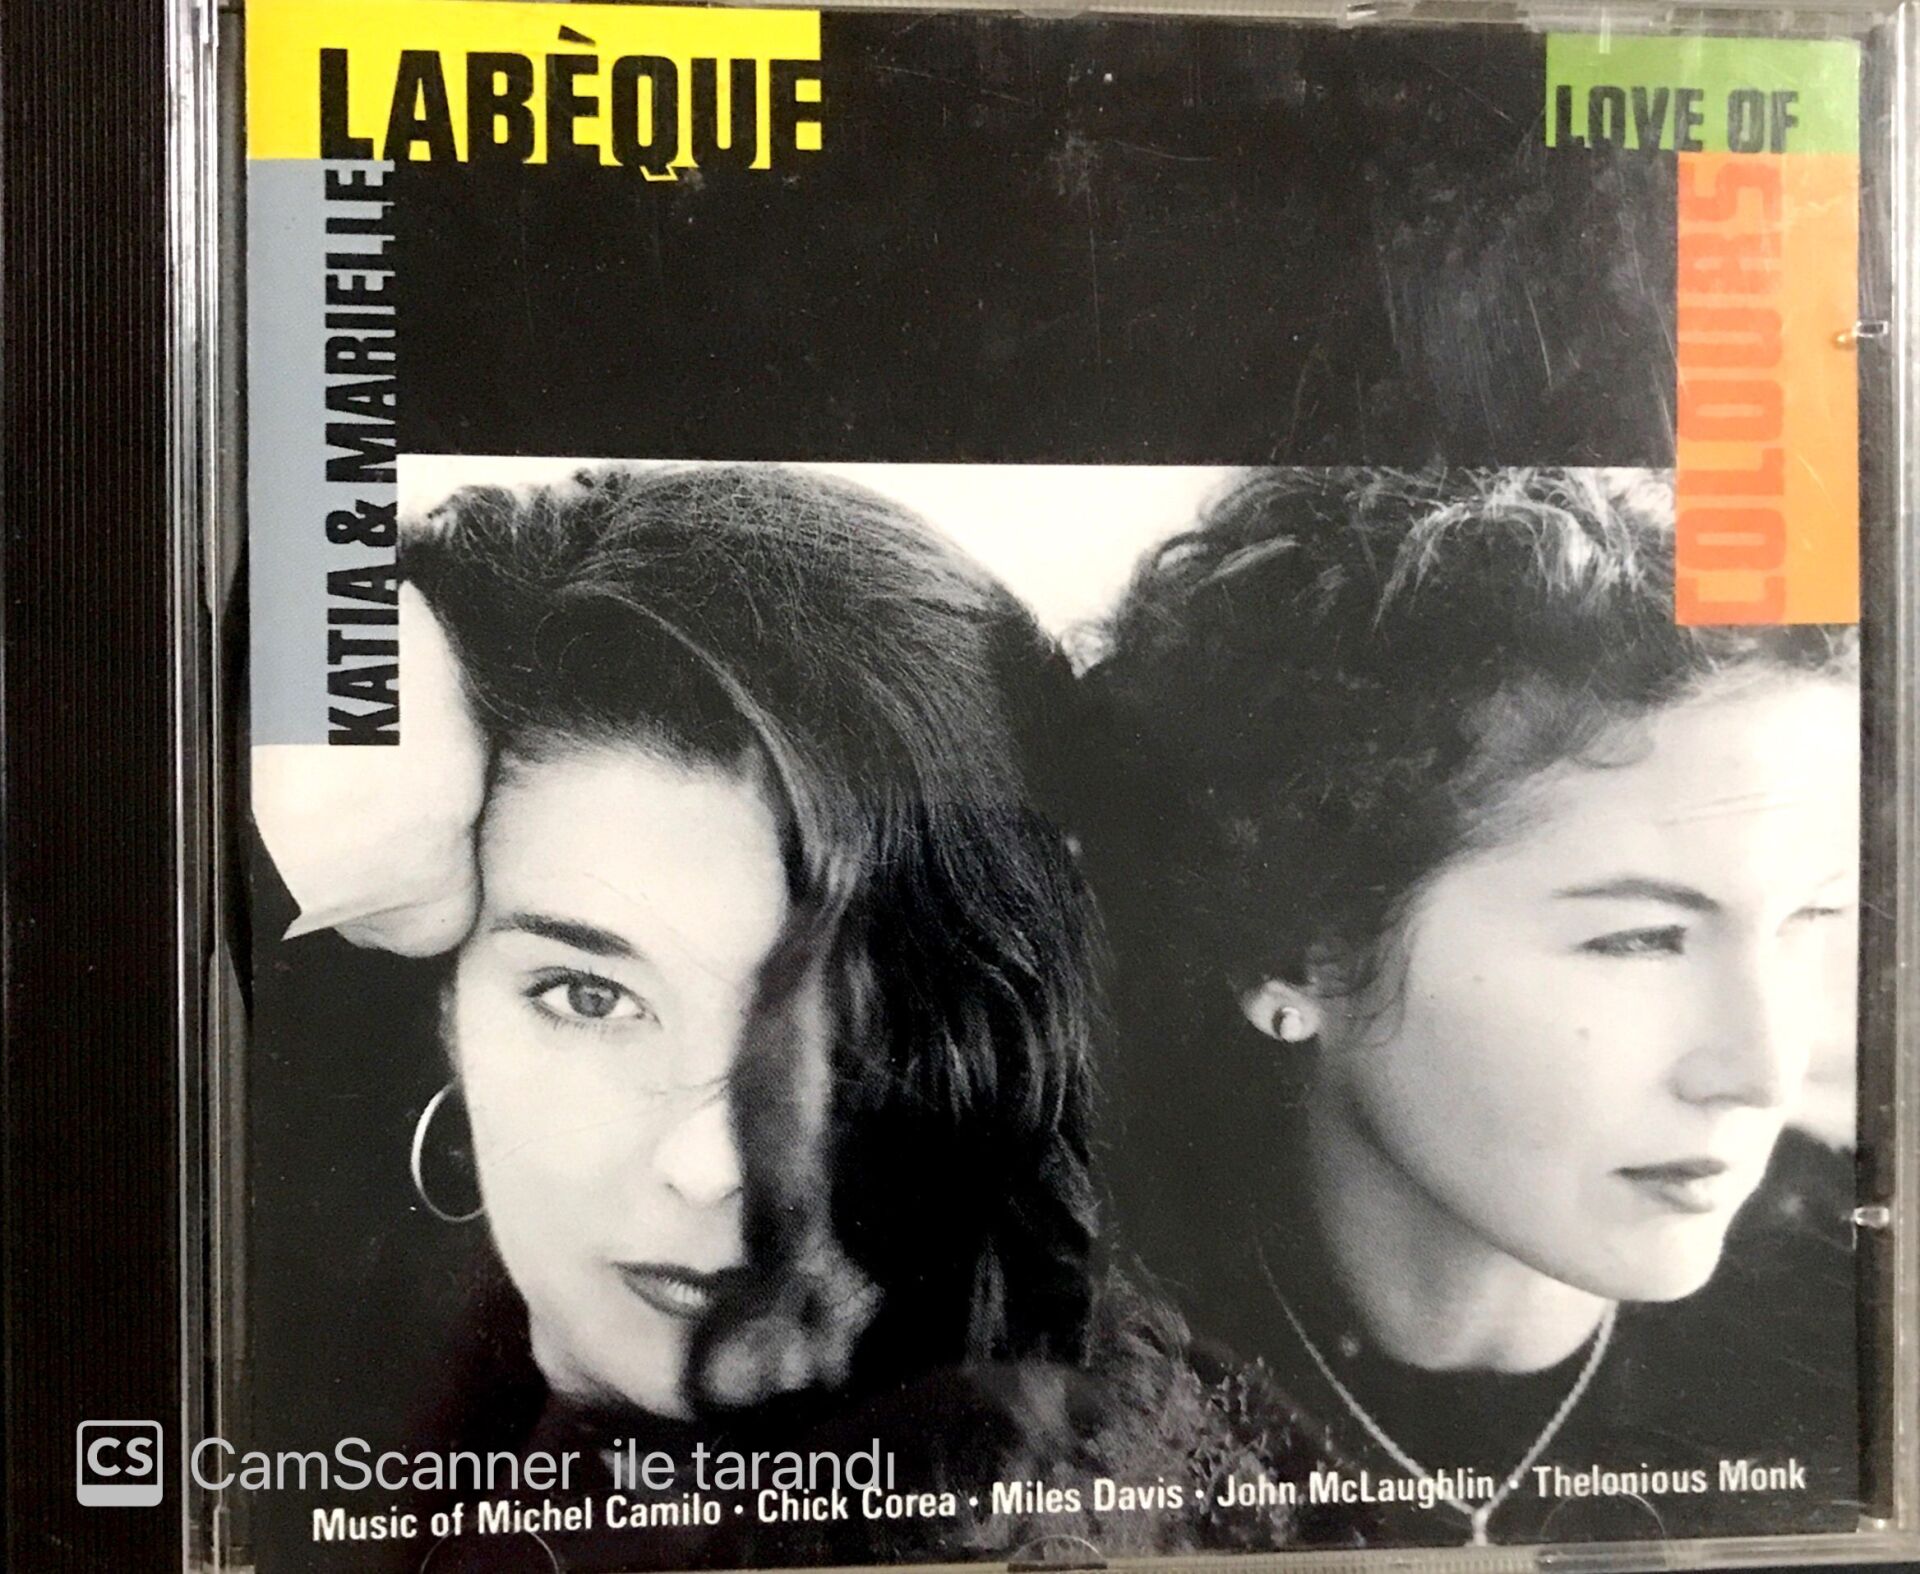 LABÈQUE
KATIA & MARIELLE
LOVE OF
COLOURS
CS CamScanner ile tarandı
Music of Michel Camilo · Chick Corea · Miles Davis · John McLaughlin · Thelonious Monk